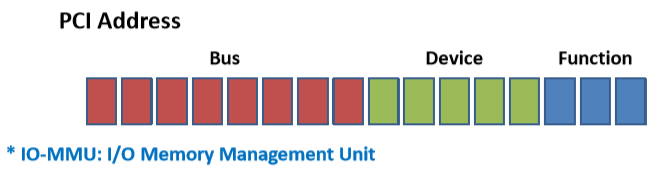 PCI Address
Bus Device Function
* IO-MMU: I/O Memory Management Unit